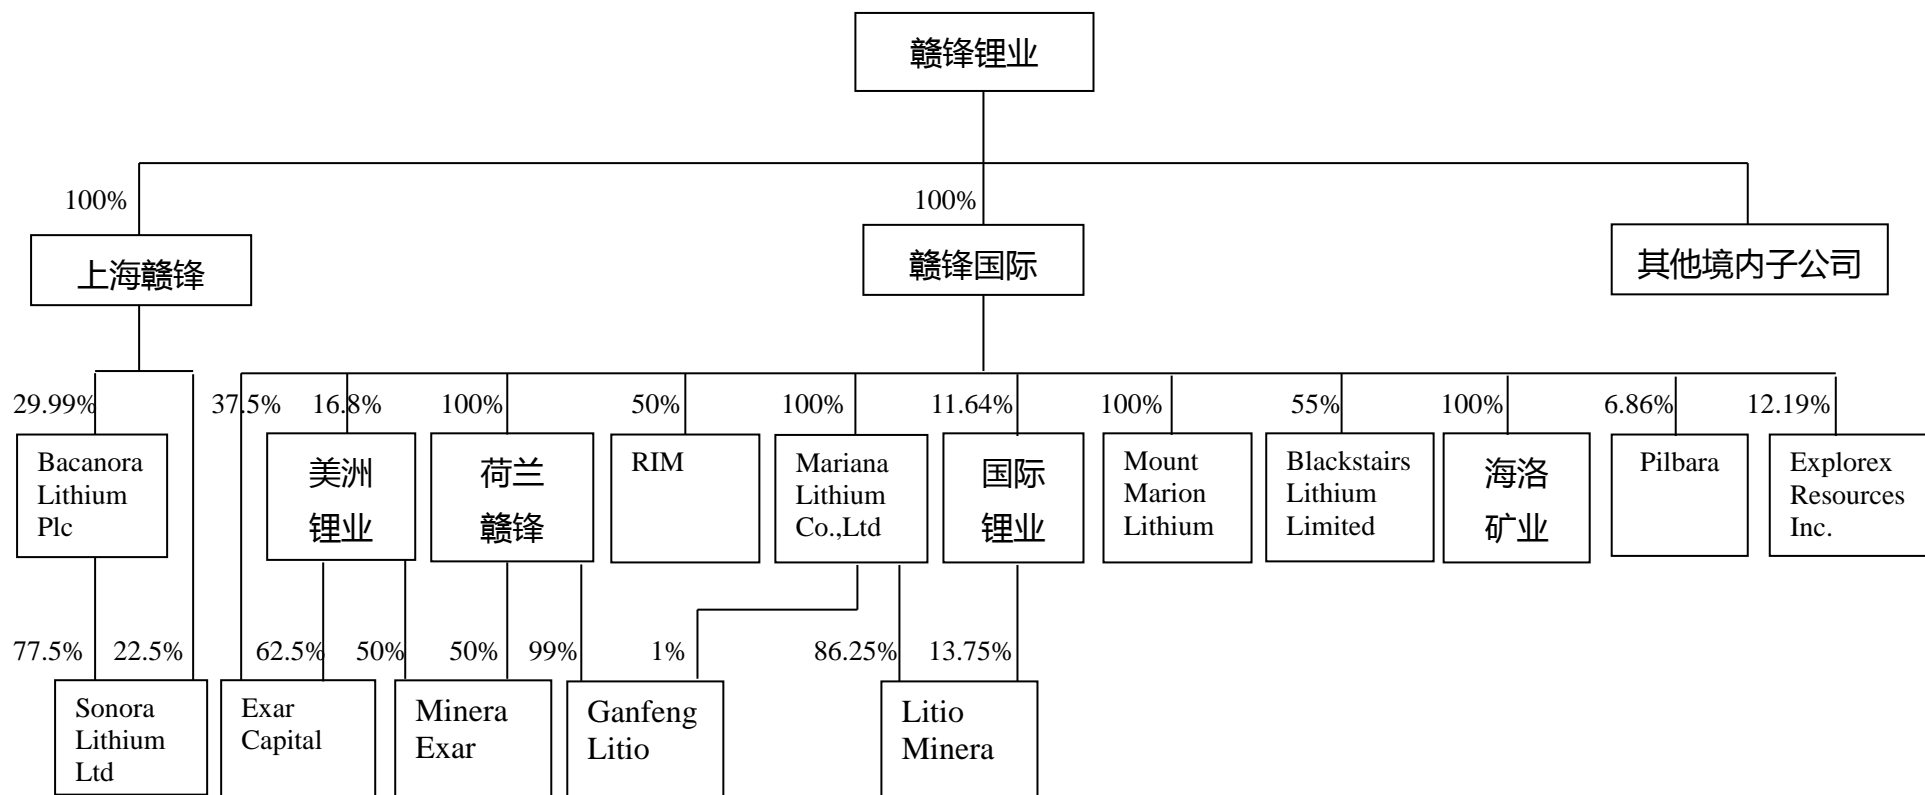 赣锋锂业
100%
100%
上海赣锋
赣锋国际
其他境内子公司
29.99%
37.5%
16.8%
100%
50%
100%
11.64%
100%
55%
100%
6.86%
12.19%
Bacanora
Lithium
Plc
美洲
锂业
荷兰
赣锋
RIM
Mariana
Lithium
Co.,Ltd
国际
锂业
Mount
Marion
Lithium
Blackstairs
Lithium
Limited
海洛
矿业
Pilbara
Explorex
Resources
Inc.
77.5%
22.5%
62.5%
50%
50%
99%
1%
86.25%
13.75%
Sonora
Lithium
Ltd
Exar
Capital
Minera
Exar
Ganfeng
Litio
Litio
Minera